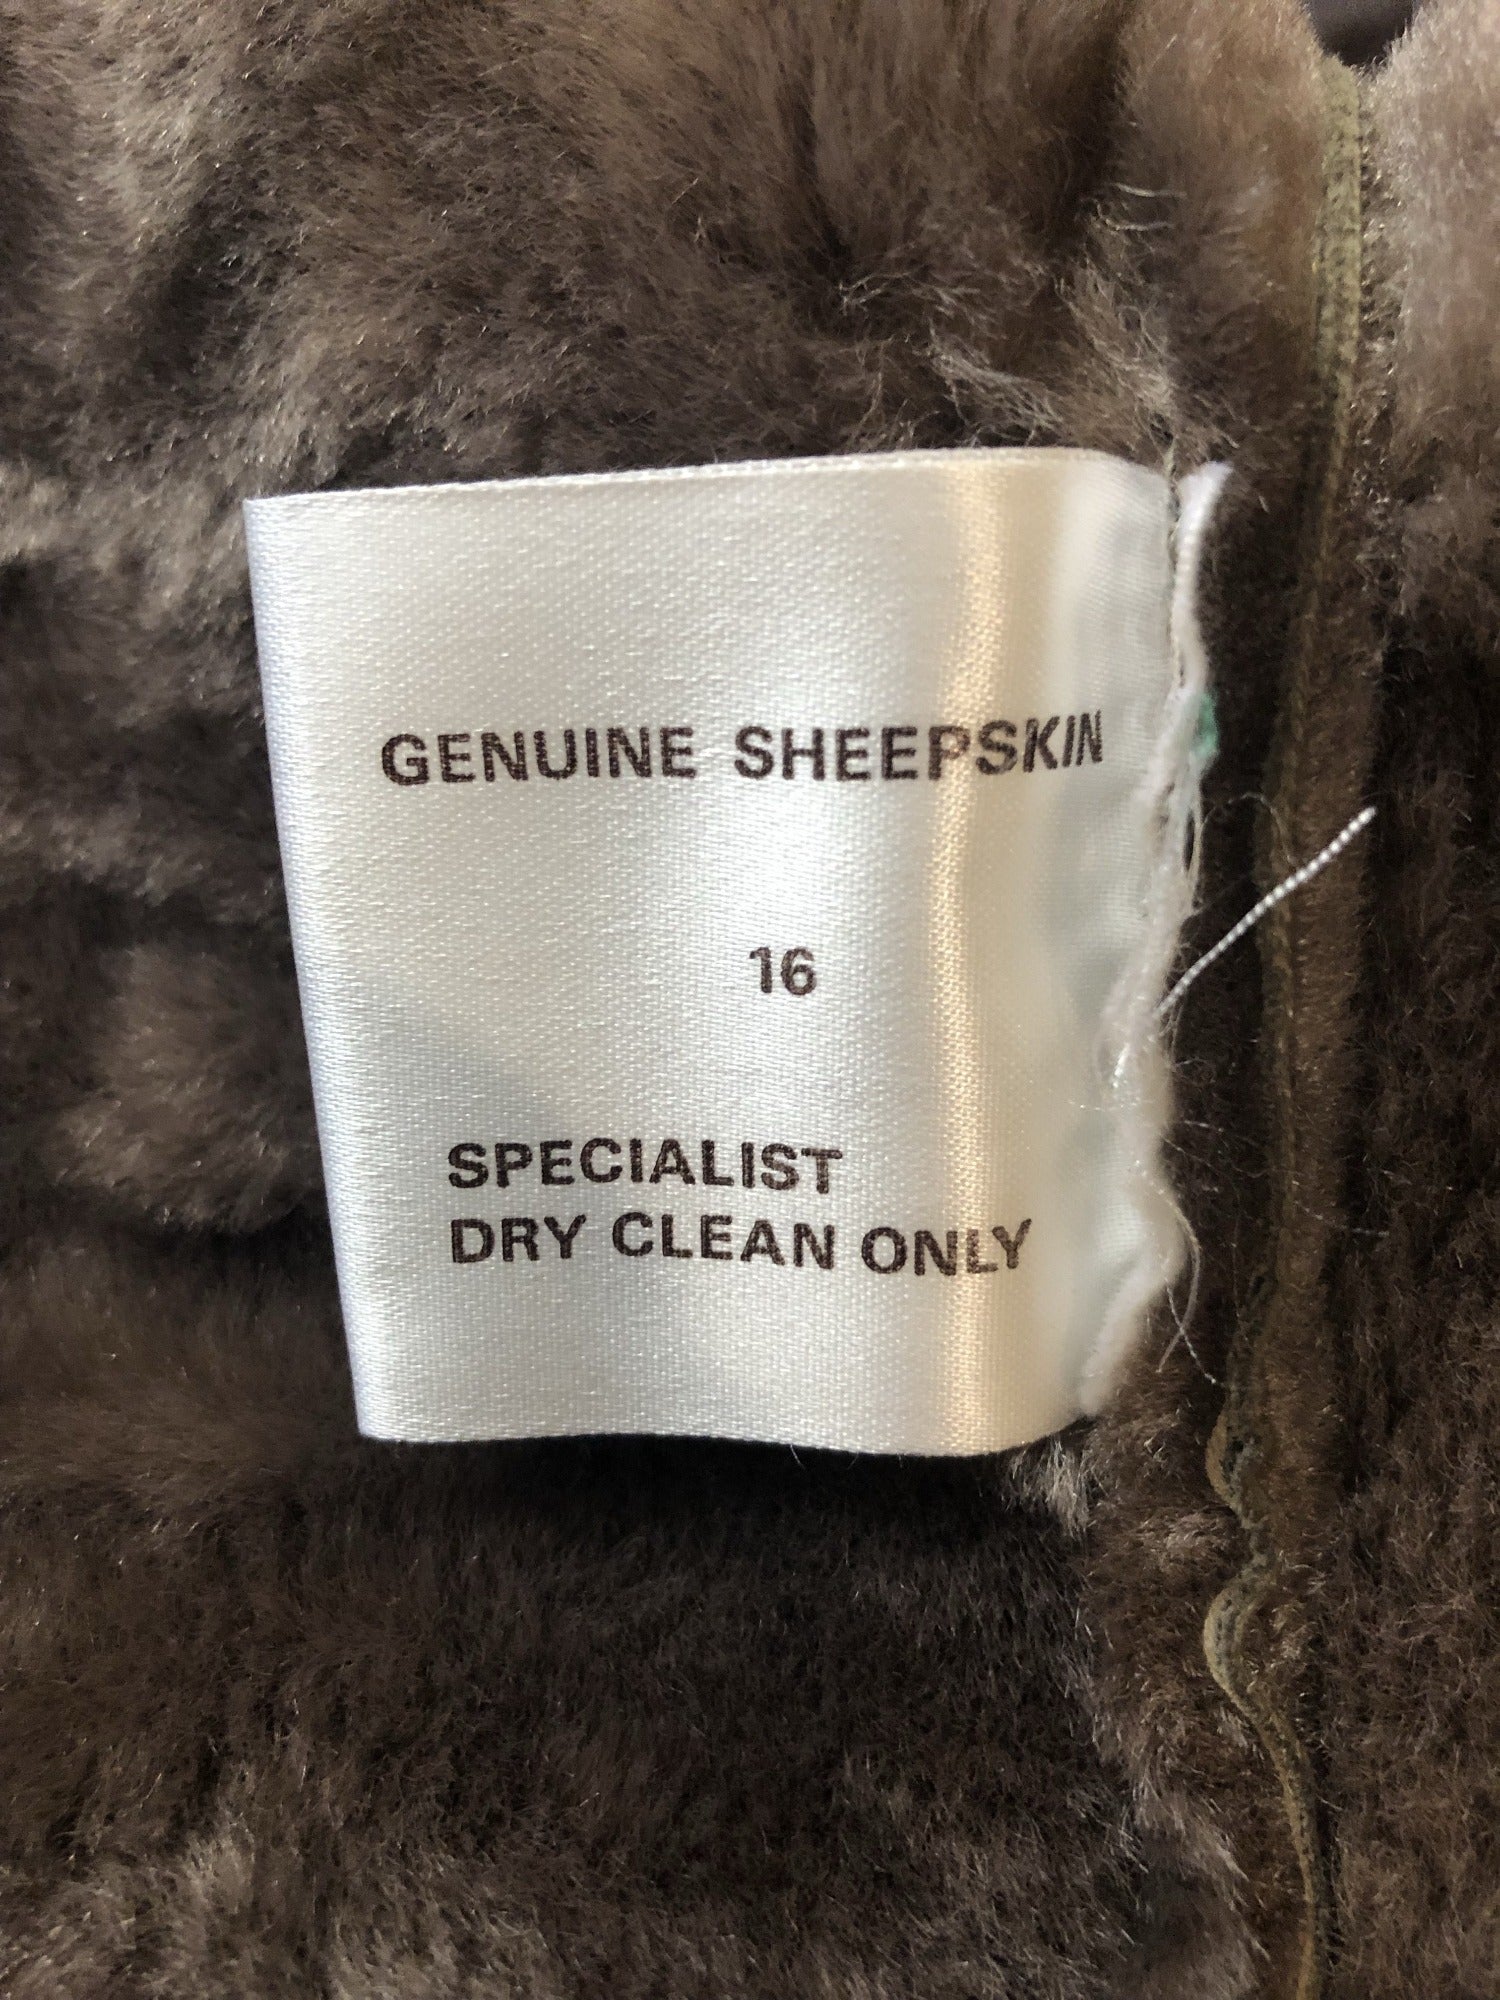 GENUINE SHEEPSKIN
16
SPECIALIST
DRY CLEAN ONLY